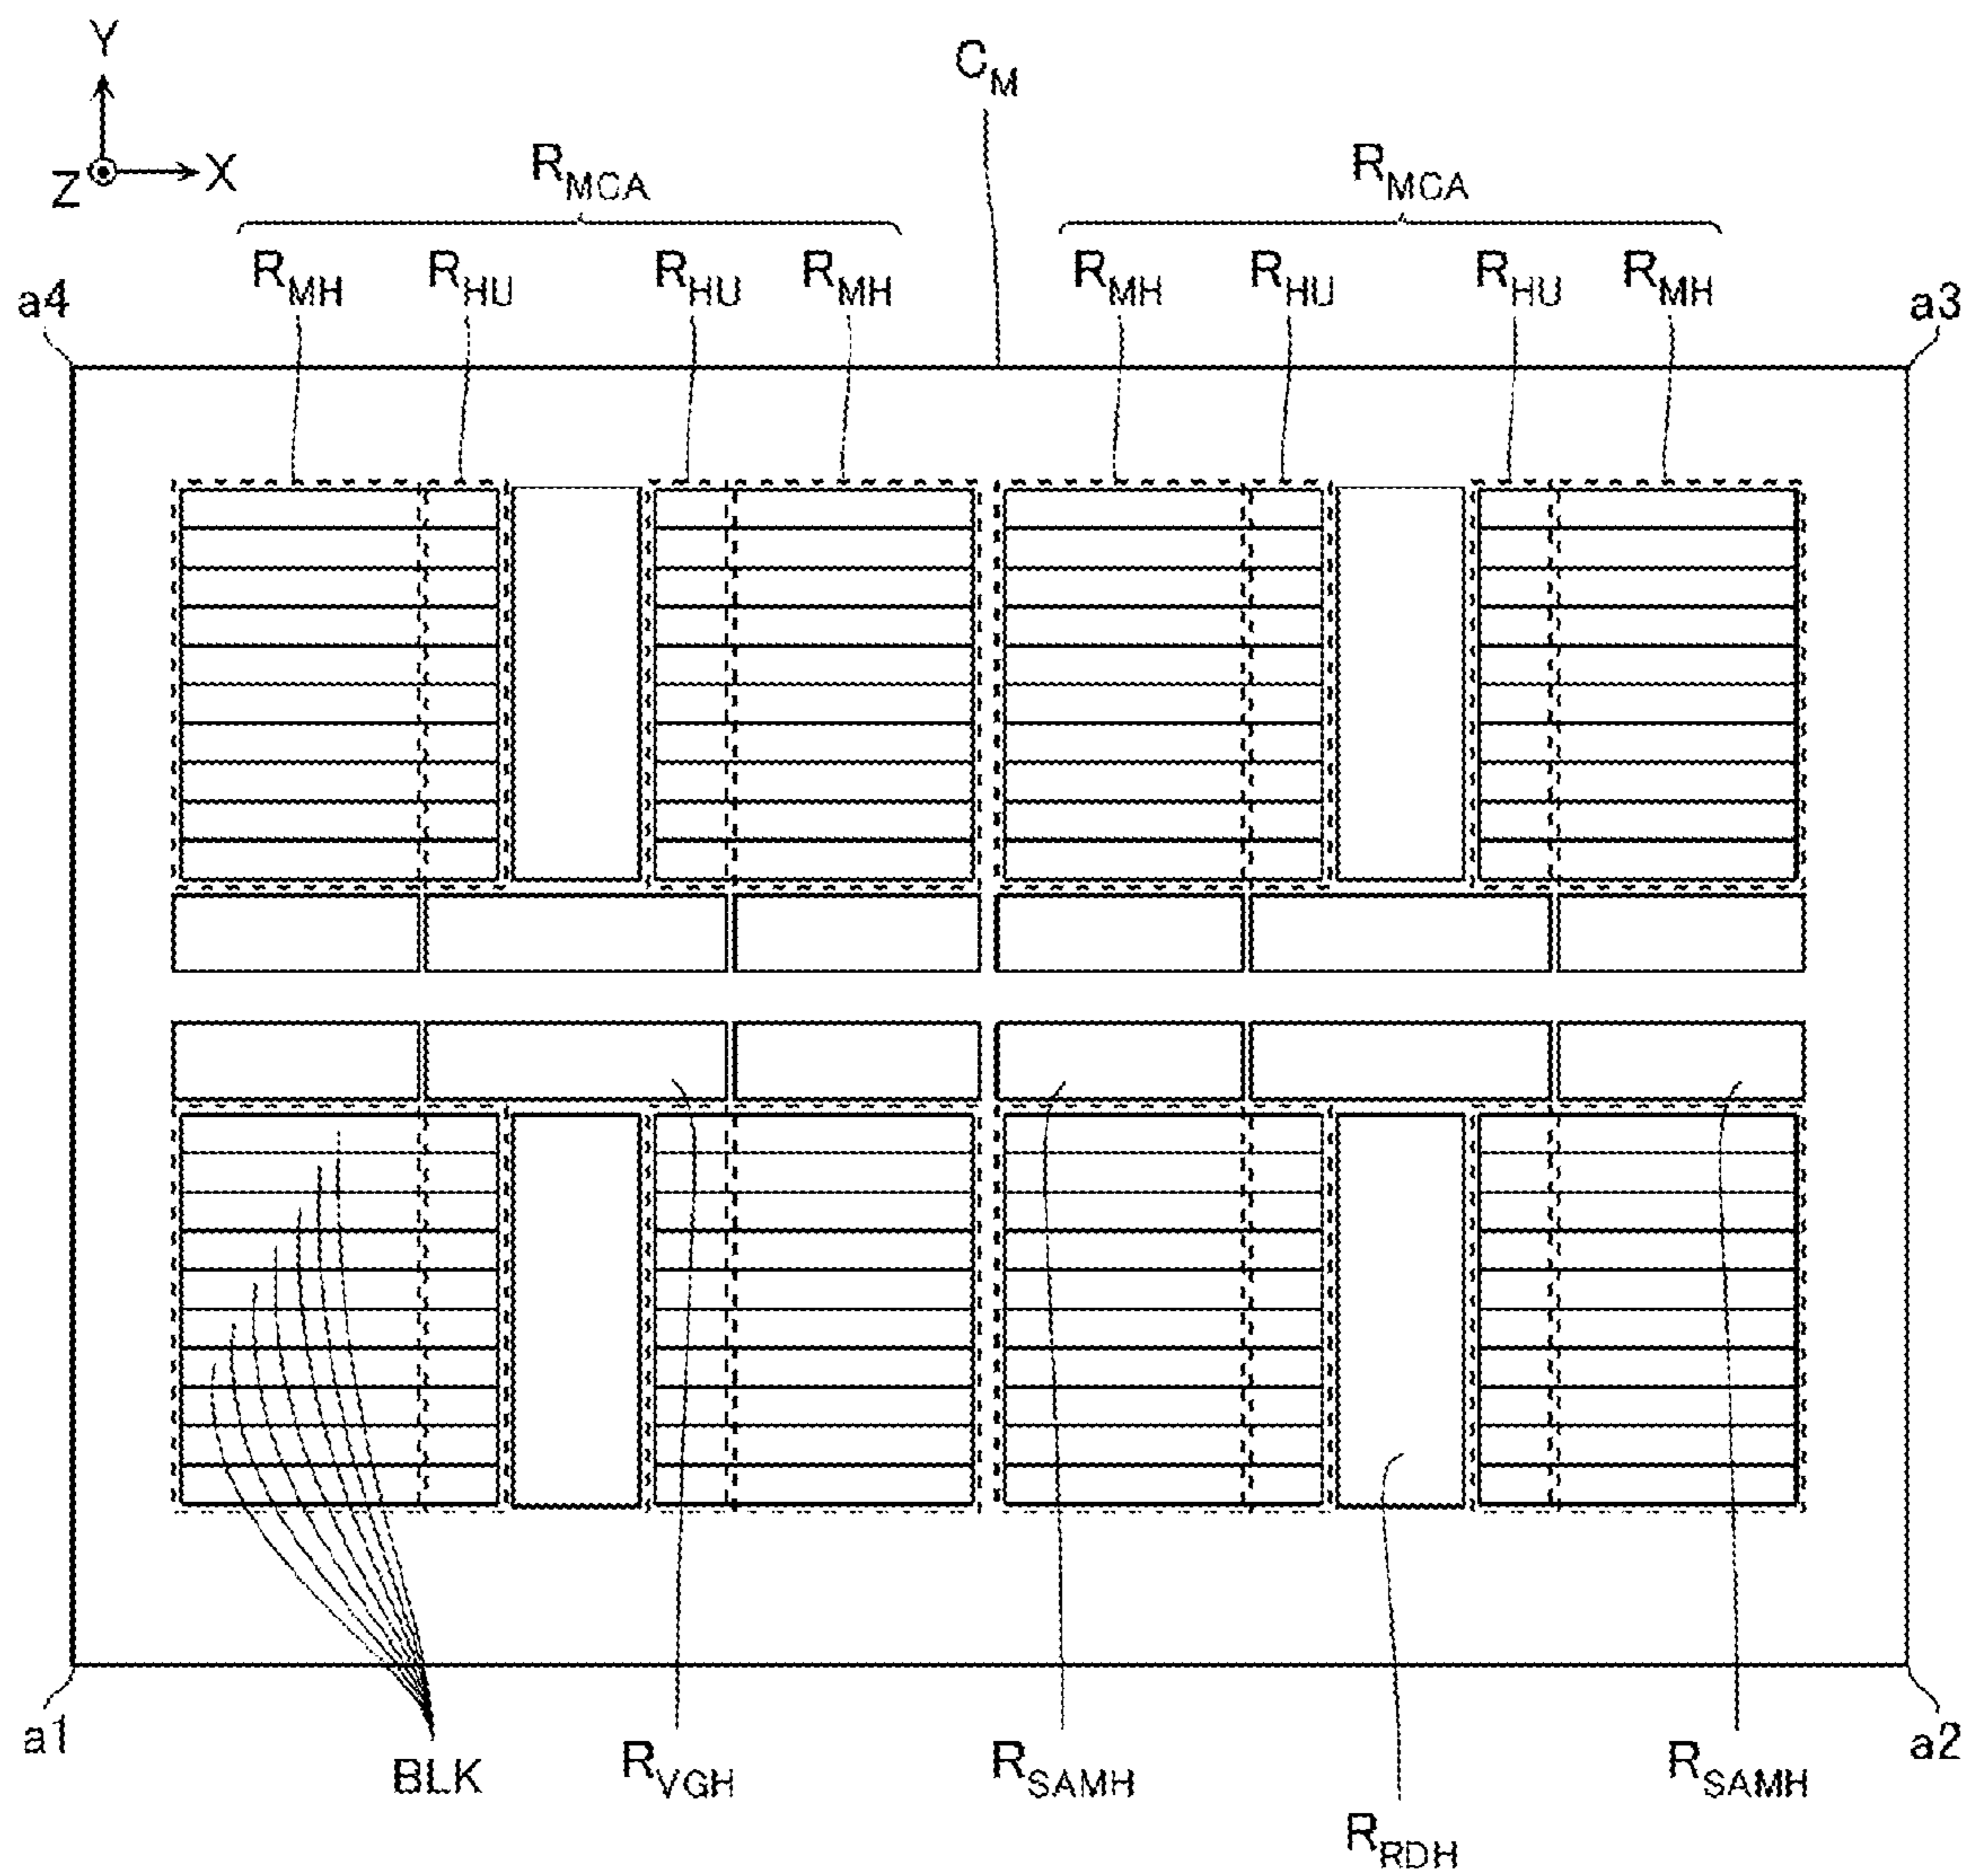 Y
C_M
Z X
R_MCA R_MCA
R_MH R_HU R_HU R_MH R_MH R_HU R_HU R_MH
a4 a3
a1 a2
BLK R_VGH R_SAMH R_SAMH
R_RDH